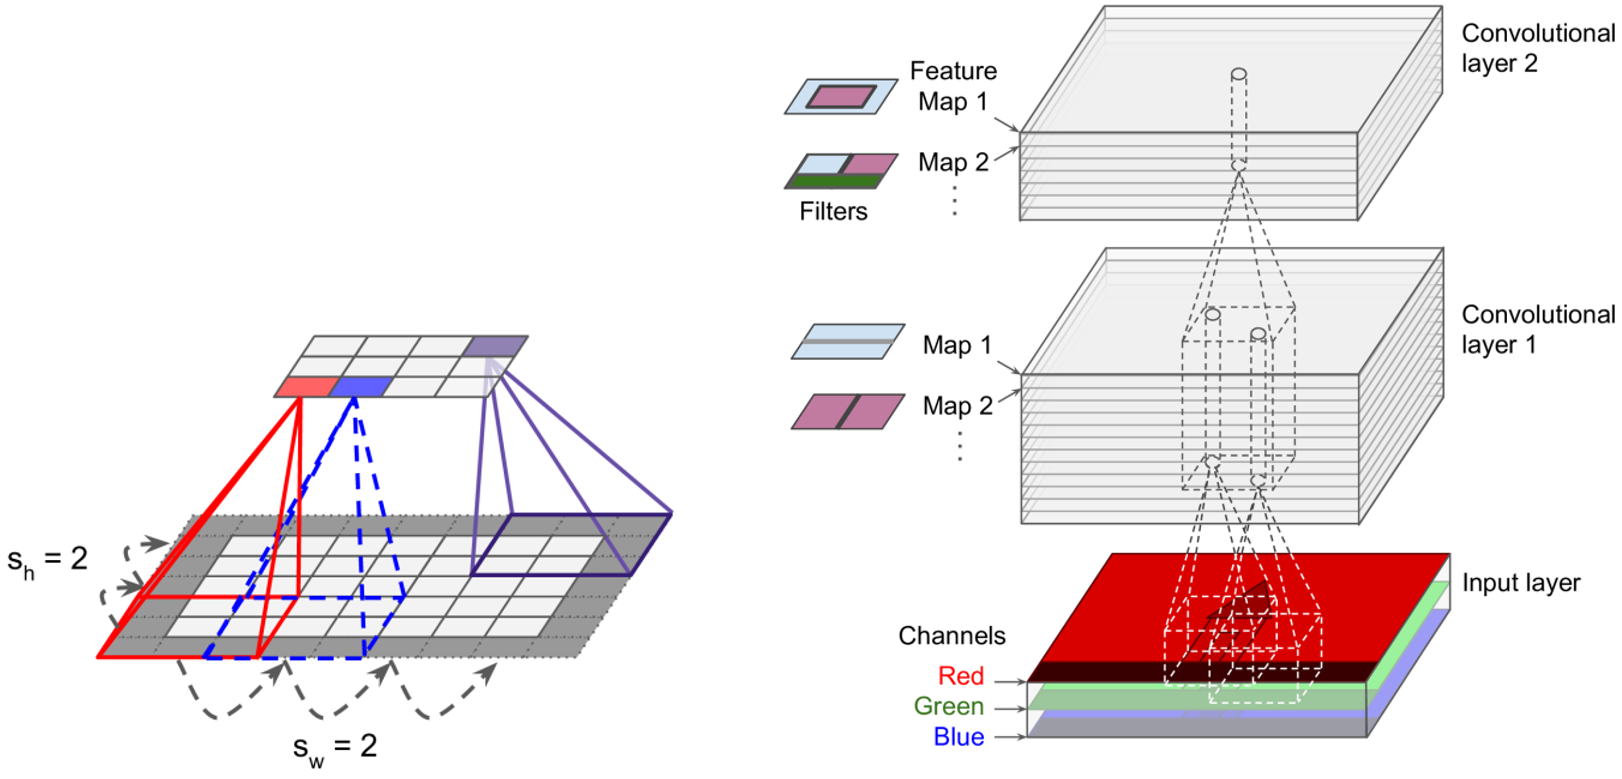 s_h = 2
s_w = 2
Feature
Map 1
Map 2
Filters
Convolutional
layer 2
Map 1
Map 2
Convolutional
layer 1
Channels
Red
Green
Blue
Input layer